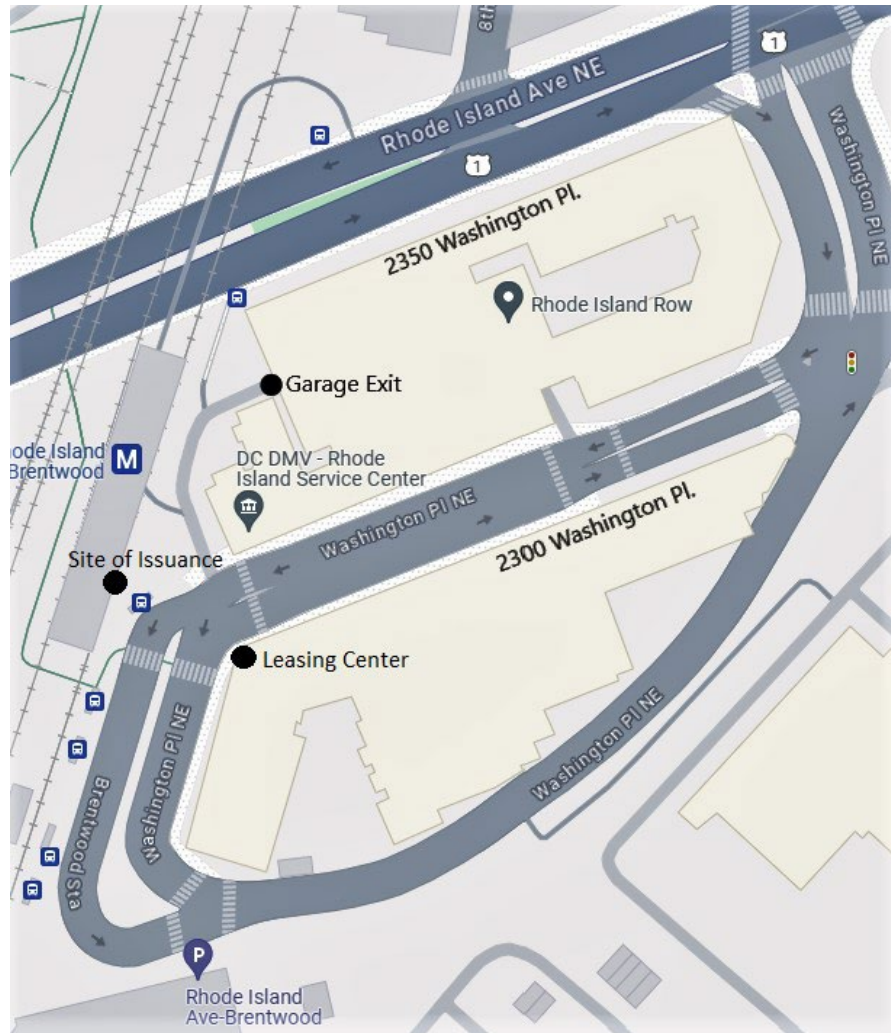 8th
1
Rhode Island Ave NE
1
Washington Pl NE
2350 Washington Pl.
Rhode Island Row
Garage Exit
ode Island
Brentwood
M
DC DMV - Rhode
Island Service Center
Washington Pl NE
2300 Washington Pl.
Site of Issuance
Leasing Center
Washington Pl NE
Washington Pl NE
Brentwood Sta
P
Rhode Island
Ave-Brentwood